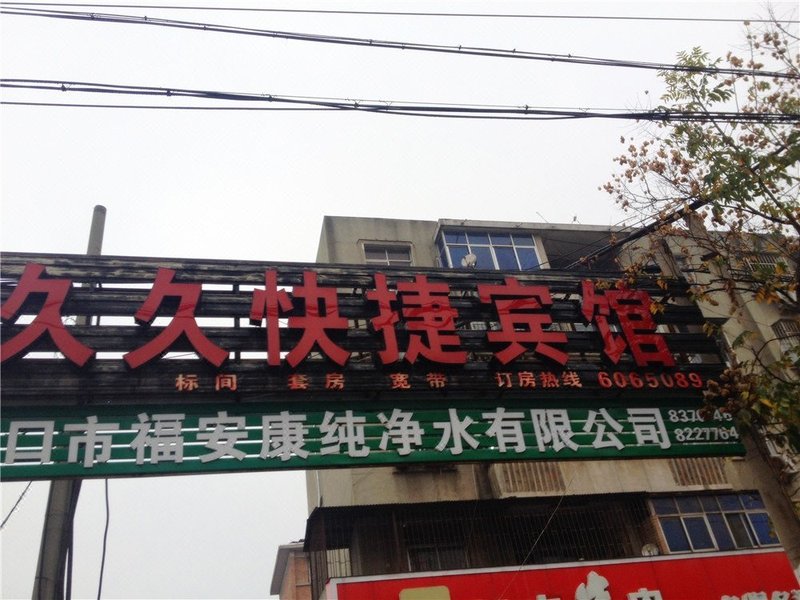 久久快捷宾馆
标间 套房 宽带 订房热线 6065089
口市福安康纯净水有限公司
8227764